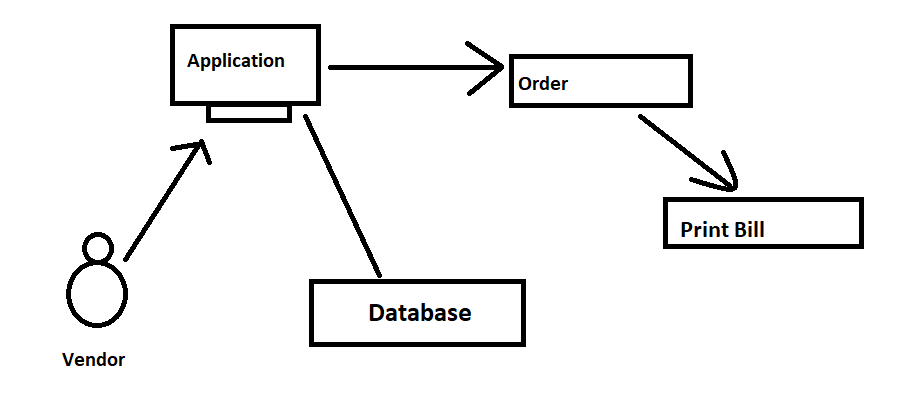 Application
Order
Print Bill
Database
Vendor